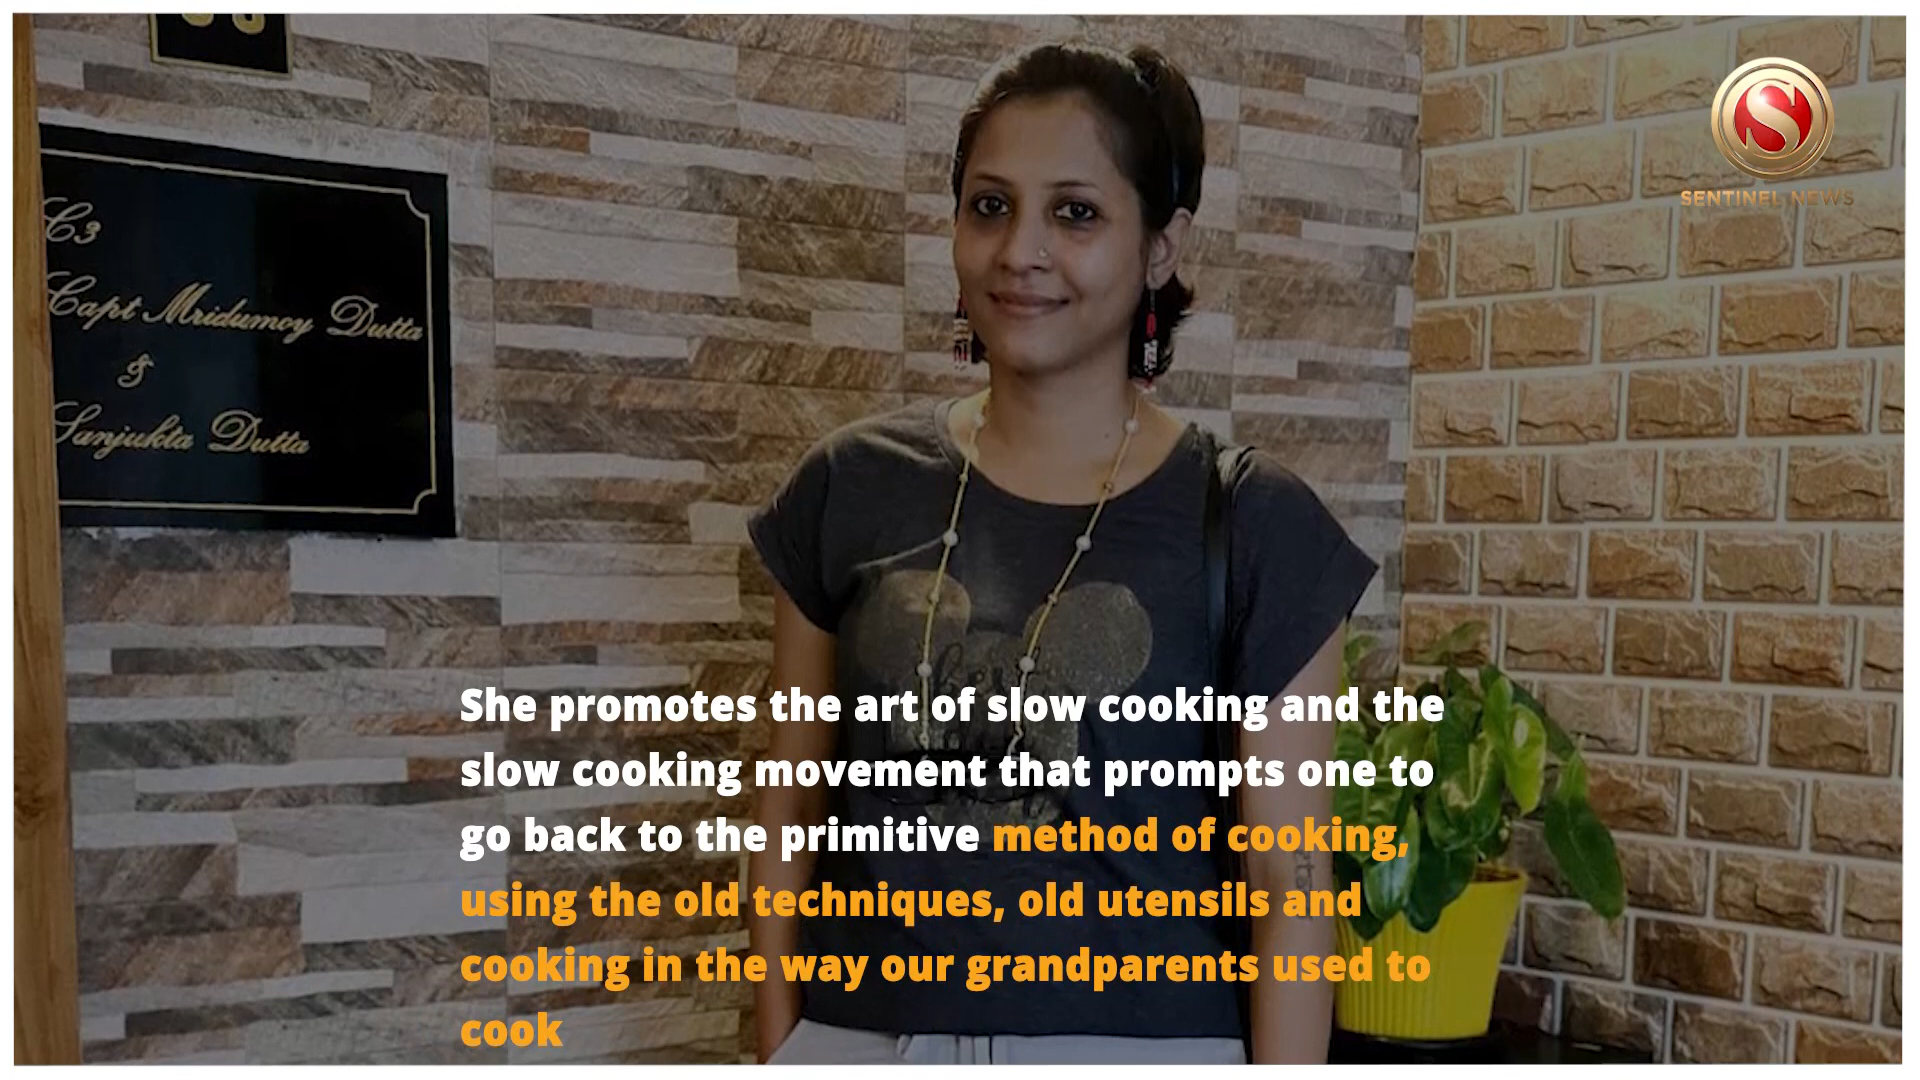 C3
Capt Mridumoy Dutta
&
Sanjukta Dutta
SENTINEL NEWS
She promotes the art of slow cooking and the
slow cooking movement that prompts one to
go back to the primitive method of cooking,
using the old techniques, old utensils and
cooking in the way our grandparents used to
cook